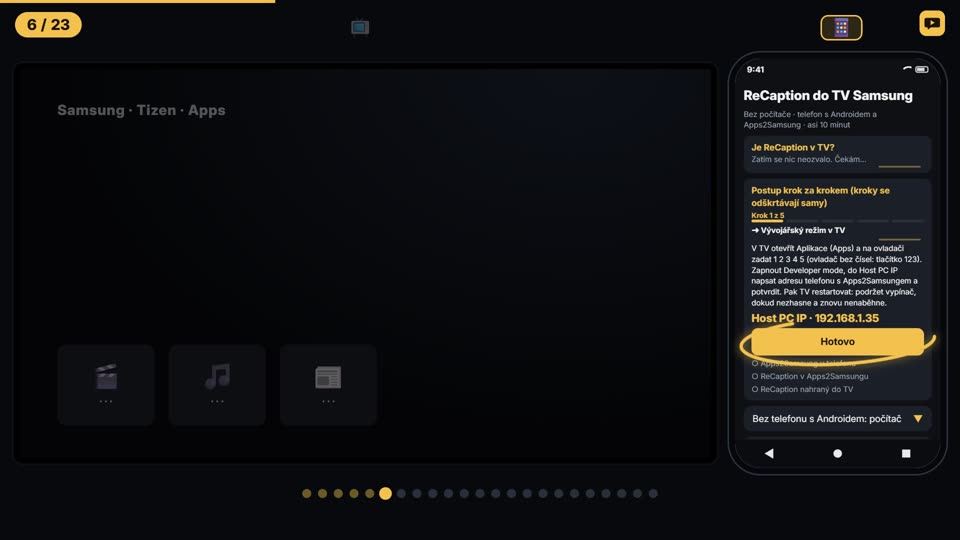 6 / 23
Samsung · Tizen · Apps
...
...
...
9:41
ReCaption do TV Samsung
Bez počítače · telefon s Androidem a
Apps2Samsung · asi 10 minut
Je ReCaption v TV?
Zatím se nic neozvalo. Čekám…
Postup krok za krokem (kroky se
odškrtávají samy)
Krok 1 z 5
→ Vývojářský režim v TV
V TV otevřít Aplikace (Apps) a na ovladači
zadat 1 2 3 4 5 (ovladač bez čísel: tlačítko 123).
Zapnout Developer mode, do Host PC IP
napsat adresu telefonu s Apps2Samsungem a
potvrdit. Pak TV restartovat: podržet vypínač,
dokud nezhasne a znovu nenaběhne.
Host PC IP · 192.168.1.35
Hotovo
Apps2Samsung v telefonu
ReCaption v Apps2Samsungu
ReCaption nahraný do TV
Bez telefonu s Androidem: počítač